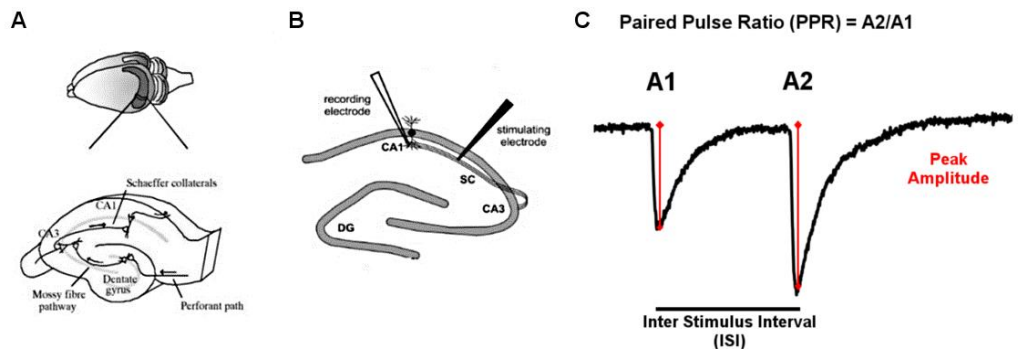 A
B
C
Paired Pulse Ratio (PPR) = A2/A1
recording
electrode
stimulating
electrode
CA1
SC
CA3
DG
Schaeffer collaterals
CA1
CA3
Mossy fibre
pathway
Dentate
gyrus
Perforant path
A1
A2
Peak
Amplitude
Inter Stimulus Interval
(ISI)